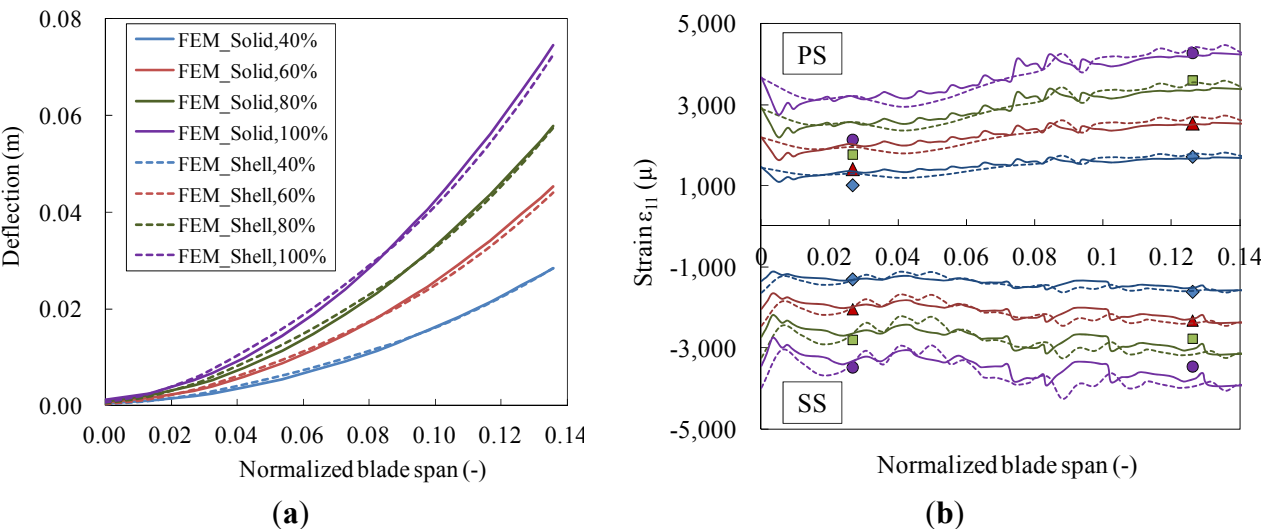 0.08
0.06
0.04
0.02
0.00
Deflection (m)
FEM_Solid,40%
FEM_Solid,60%
FEM_Solid,80%
FEM_Solid,100%
FEM_Shell,40%
FEM_Shell,60%
FEM_Shell,80%
FEM_Shell,100%
0.00 0.02 0.04 0.06 0.08 0.10 0.12 0.14
Normalized blade span (-)
(a)
5,000
3,000
1,000
-1,000
-3,000
-5,000
Strain ε11 (μ)
PS
0 0.02 0.04 0.06 0.08 0.1 0.12 0.14
SS
Normalized blade span (-)
(b)